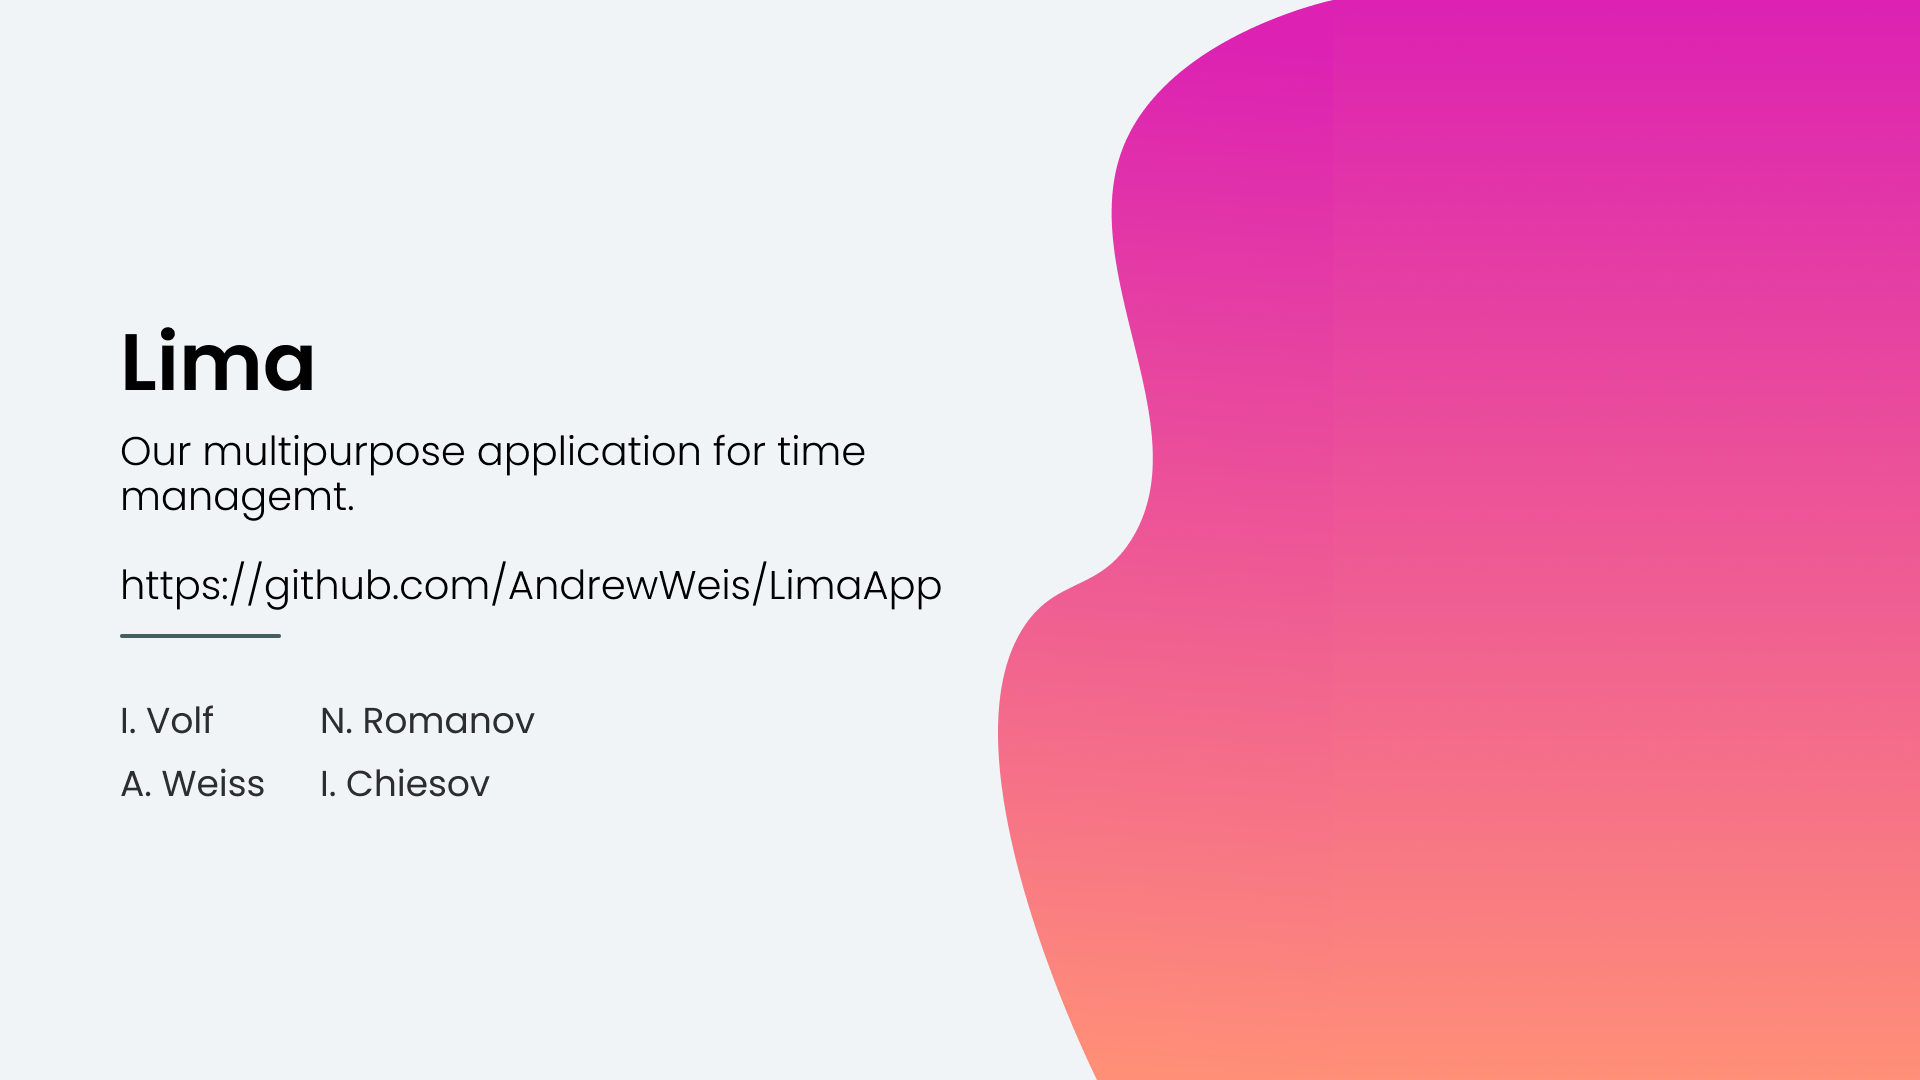 Lima
Our multipurpose application for time
managemt.
https://github.com/AndrewWeis/LimaApp
I. Volf N. Romanov
A. Weiss I. Chiesov